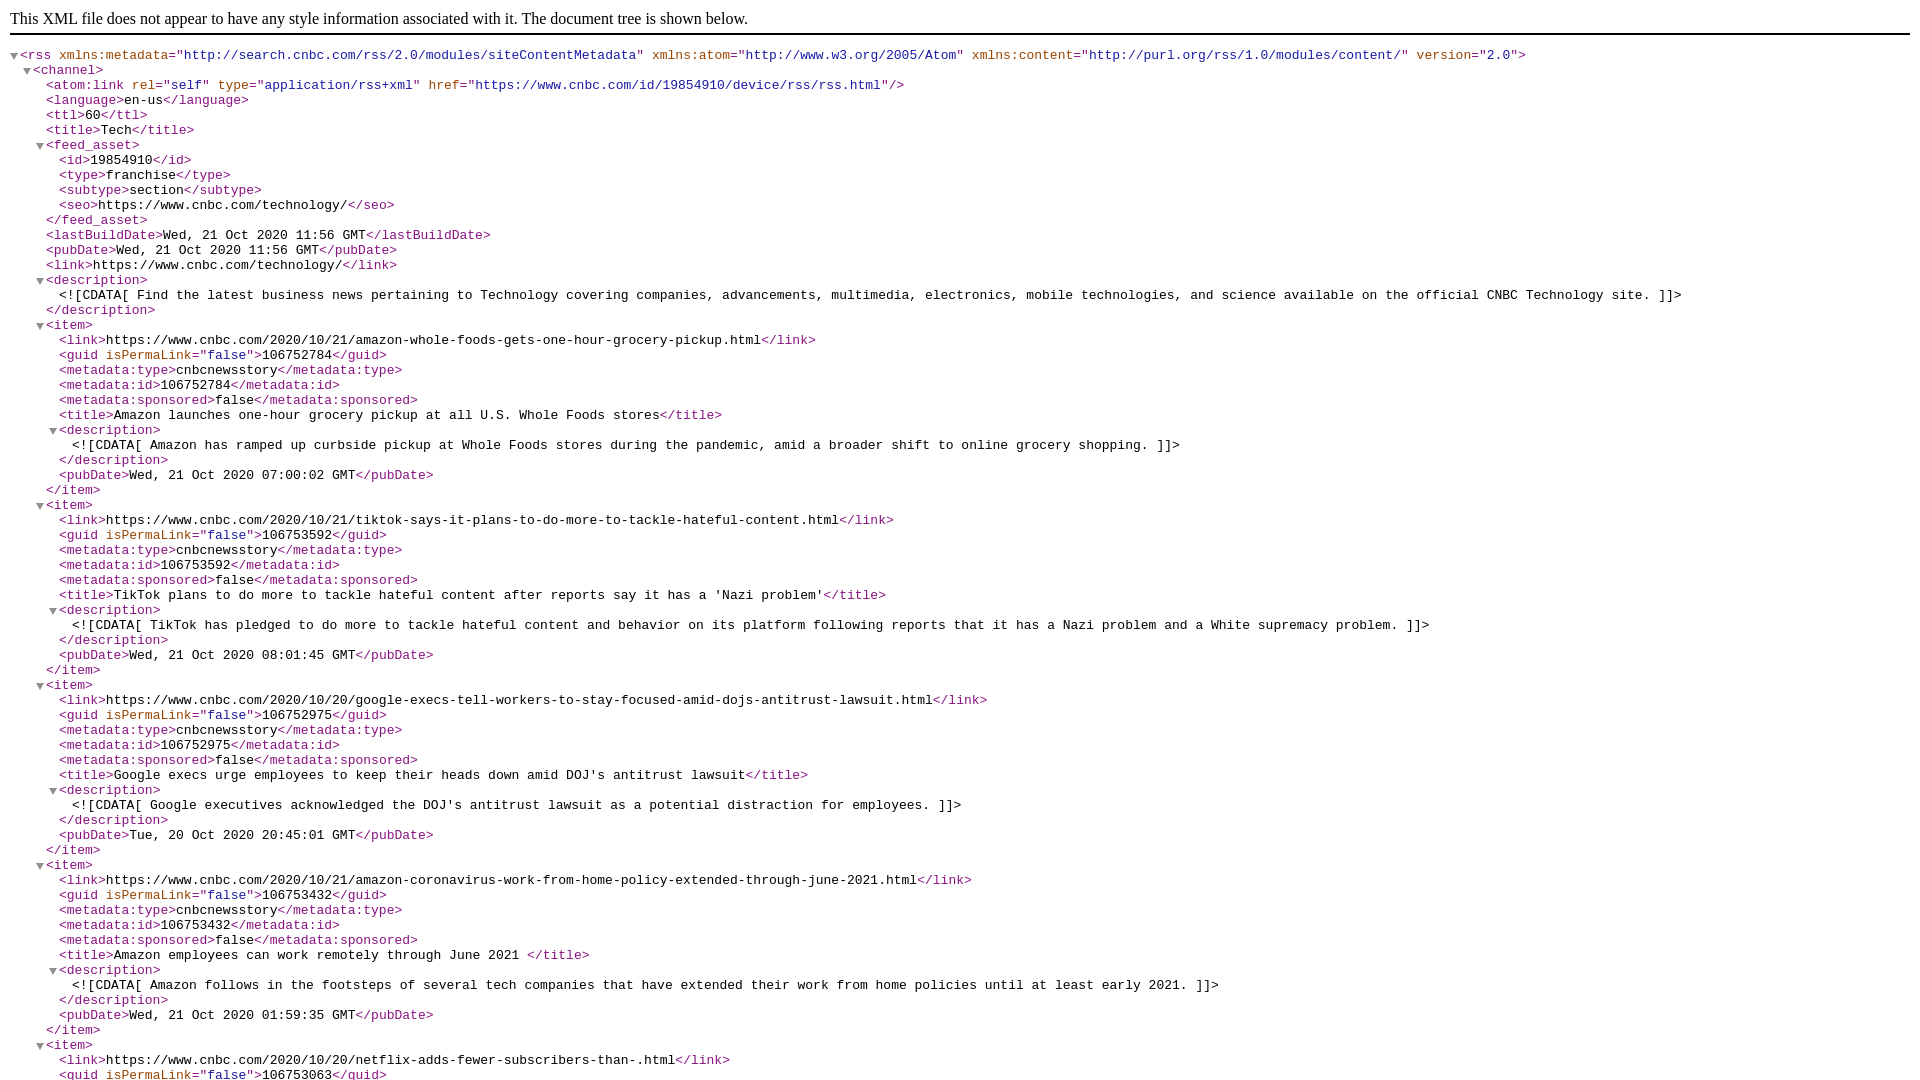 This XML file does not appear to have any style information associated with it. The document tree is shown below.
<rss xmlns:metadata="http://search.cnbc.com/rss/2.0/modules/siteContentMetadata" xmlns:atom="http://www.w3.org/2005/Atom" xmlns:content="http://purl.org/rss/1.0/modules/content/" version="2.0">
<channel>
<atom:link rel="self" type="application/rss+xml" href="https://www.cnbc.com/id/19854910/device/rss/rss.html"/>
<language>en-us</language>
<ttl>60</ttl>
<title>Tech</title>
<feed_asset>
<id>19854910</id>
<type>franchise</type>
<subtype>section</subtype>
<seo>https://www.cnbc.com/technology/</seo>
</feed_asset>
<lastBuildDate>Wed, 21 Oct 2020 11:56 GMT</lastBuildDate>
<pubDate>Wed, 21 Oct 2020 11:56 GMT</pubDate>
<link>https://www.cnbc.com/technology/</link>
<description>
<![CDATA[ Find the latest business news pertaining to Technology covering companies, advancements, multimedia, electronics, mobile technologies, and science available on the official CNBC Technology site. ]]>
</description>
<item>
<link>https://www.cnbc.com/2020/10/21/amazon-whole-foods-gets-one-hour-grocery-pickup.html</link>
<guid isPermaLink="false">106752784</guid>
<metadata:type>cnbcnewsstory</metadata:type>
<metadata:id>106752784</metadata:id>
<metadata:sponsored>false</metadata:sponsored>
<title>Amazon launches one-hour grocery pickup at all U.S. Whole Foods stores</title>
<description>
<![CDATA[ Amazon has ramped up curbside pickup at Whole Foods stores during the pandemic, amid a broader shift to online grocery shopping. ]]>
</description>
<pubDate>Wed, 21 Oct 2020 07:00:02 GMT</pubDate>
</item>
<item>
<link>https://www.cnbc.com/2020/10/21/tiktok-says-it-plans-to-do-more-to-tackle-hateful-content.html</link>
<guid isPermaLink="false">106753592</guid>
<metadata:type>cnbcnewsstory</metadata:type>
<metadata:id>106753592</metadata:id>
<metadata:sponsored>false</metadata:sponsored>
<title>TikTok plans to do more to tackle hateful content after reports say it has a 'Nazi problem'</title>
<description>
<![CDATA[ TikTok has pledged to do more to tackle hateful content and behavior on its platform following reports that it has a Nazi problem and a White supremacy problem. ]]>
</description>
<pubDate>Wed, 21 Oct 2020 08:01:45 GMT</pubDate>
</item>
<item>
<link>https://www.cnbc.com/2020/10/20/google-execs-tell-workers-to-stay-focused-amid-dojs-antitrust-lawsuit.html</link>
<guid isPermaLink="false">106752975</guid>
<metadata:type>cnbcnewsstory</metadata:type>
<metadata:id>106752975</metadata:id>
<metadata:sponsored>false</metadata:sponsored>
<title>Google execs urge employees to keep their heads down amid DOJ's antitrust lawsuit</title>
<description>
<![CDATA[ Google executives acknowledged the DOJ's antitrust lawsuit as a potential distraction for employees. ]]>
</description>
<pubDate>Tue, 20 Oct 2020 20:45:01 GMT</pubDate>
</item>
<item>
<link>https://www.cnbc.com/2020/10/21/amazon-coronavirus-work-from-home-policy-extended-through-june-2021.html</link>
<guid isPermaLink="false">106753432</guid>
<metadata:type>cnbcnewsstory</metadata:type>
<metadata:id>106753432</metadata:id>
<metadata:sponsored>false</metadata:sponsored>
<title>Amazon employees can work remotely through June 2021 </title>
<description>
<![CDATA[ Amazon follows in the footsteps of several tech companies that have extended their work from home policies until at least early 2021. ]]>
</description>
<pubDate>Wed, 21 Oct 2020 01:59:35 GMT</pubDate>
</item>
<item>
<link>https://www.cnbc.com/2020/10/20/netflix-adds-fewer-subscribers-than-.html</link>
<guid isPermaLink="false">106753063</guid>